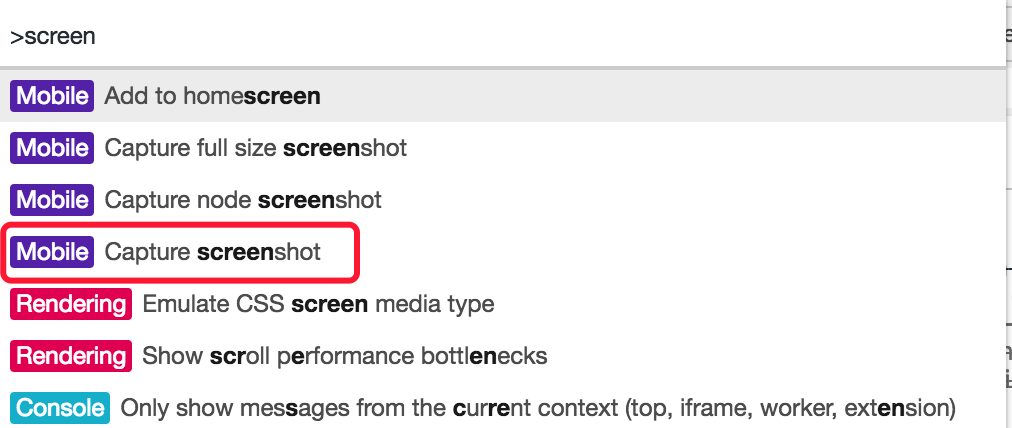 >screen
Mobile Add to homescreen
Mobile Capture full size screenshot
Mobile Capture node screenshot
Mobile Capture screenshot
Rendering Emulate CSS screen media type
Rendering Show scroll performance bottlenecks
Console Only show messages from the current context (top, iframe, worker, extension)